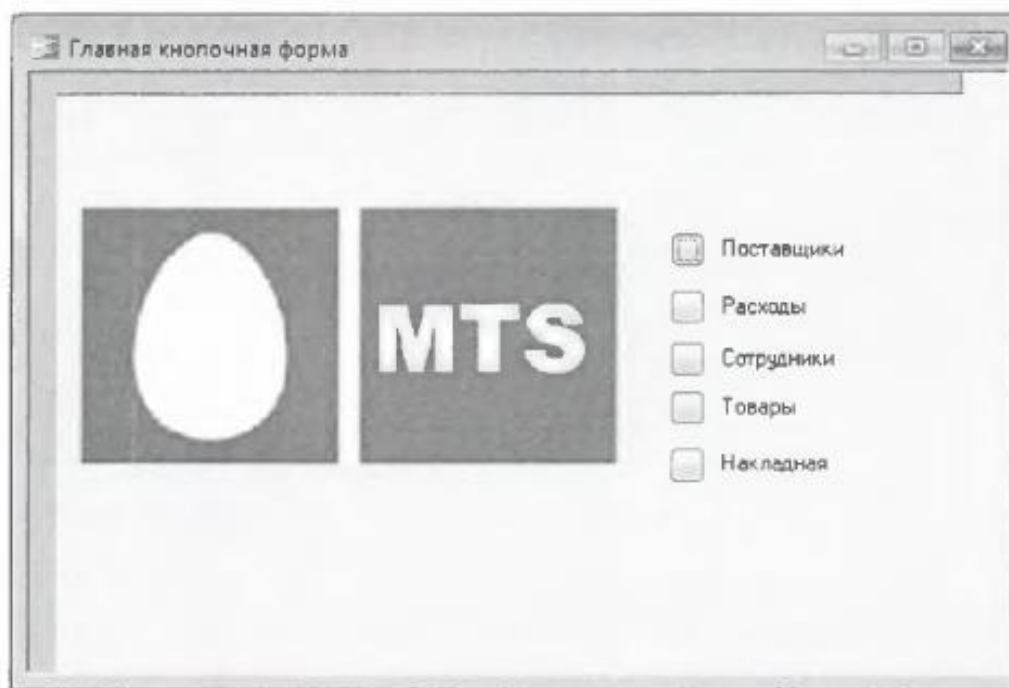 Главная кнопочная форма
MTS
Поставщики
Расходы
Сотрудники
Товары
Накладная